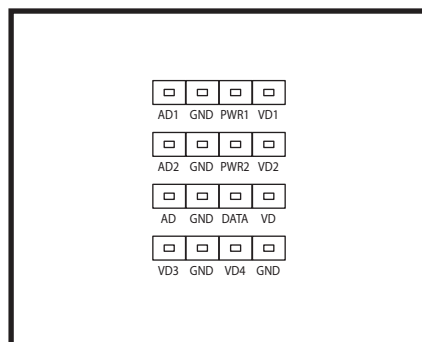 AD1 GND PWR1 VD1
AD2 GND PWR2 VD2
AD GND DATA VD
VD3 GND VD4 GND